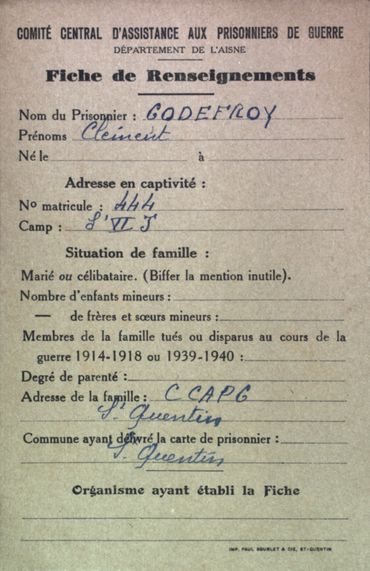 COMITÉ CENTRAL D'ASSISTANCE AUX PRISONNIERS DE GUERRE
DÉPARTEMENT DE L'AISNE
Fiche de Renseignements
Nom du Prisonnier : GODEFROY
Prénoms Clément
Né le à
Adresse en captivité :
No matricule : 444
Camp : VI J
Situation de famille :
Marié ou célibataire. (Biffer la mention inutile).
Nombre d'enfants mineurs :
— de frères et sœurs mineurs :
Membres de la famille tués ou disparus au cours de la
guerre 1914-1918 ou 1939-1940 :
Degré de parenté :
Adresse de la famille : C CAPG
St Quentin
Commune ayant délivré la carte de prisonnier :
St Quentin
Organisme ayant établi la Fiche
IMP. PAUL BOURLET & CIE, ST-QUENTIN